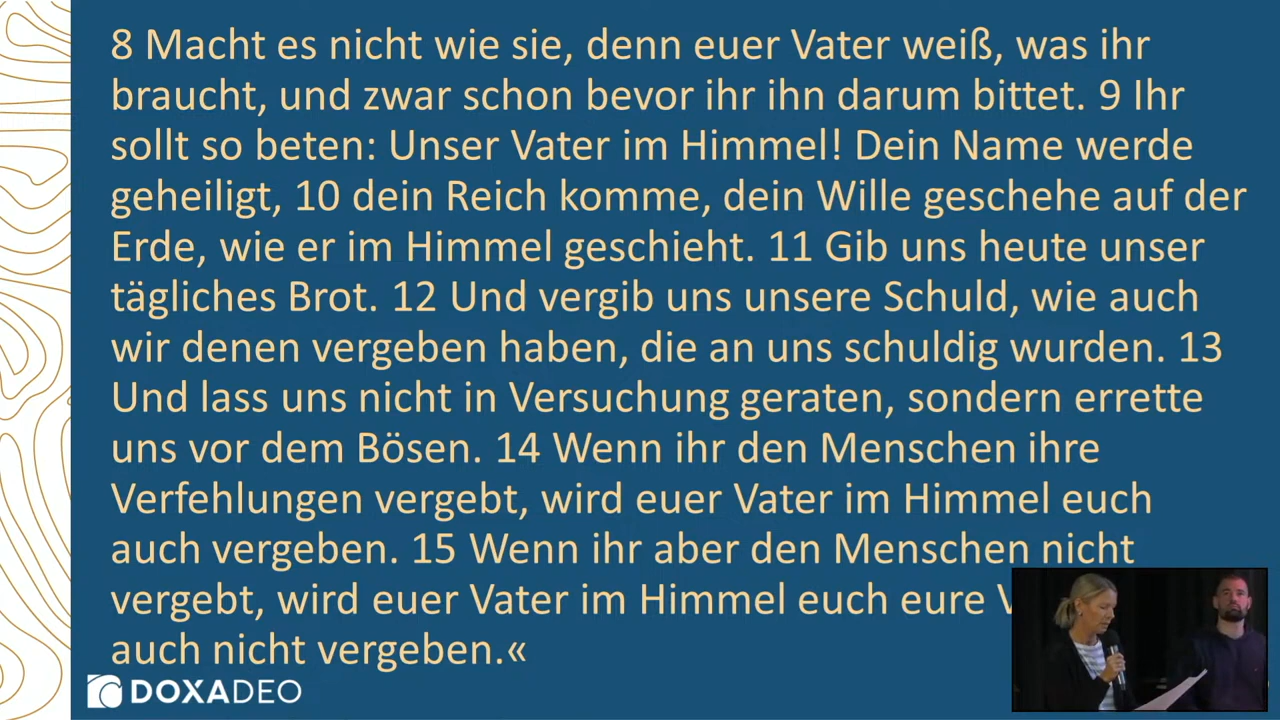 8 Macht es nicht wie sie, denn euer Vater weiß, was ihr
braucht, und zwar schon bevor ihr ihn darum bittet. 9 Ihr
sollt so beten: Unser Vater im Himmel! Dein Name werde
geheiligt, 10 dein Reich komme, dein Wille geschehe auf der
Erde, wie er im Himmel geschieht. 11 Gib uns heute unser
tägliches Brot. 12 Und vergib uns unsere Schuld, wie auch
wir denen vergeben haben, die an uns schuldig wurden. 13
Und lass uns nicht in Versuchung geraten, sondern errette
uns vor dem Bösen. 14 Wenn ihr den Menschen ihre
Verfehlungen vergebt, wird euer Vater im Himmel euch
auch vergeben. 15 Wenn ihr aber den Menschen nicht
vergebt, wird euer Vater im Himmel euch eure
auch nicht vergeben.«
DOXADEO